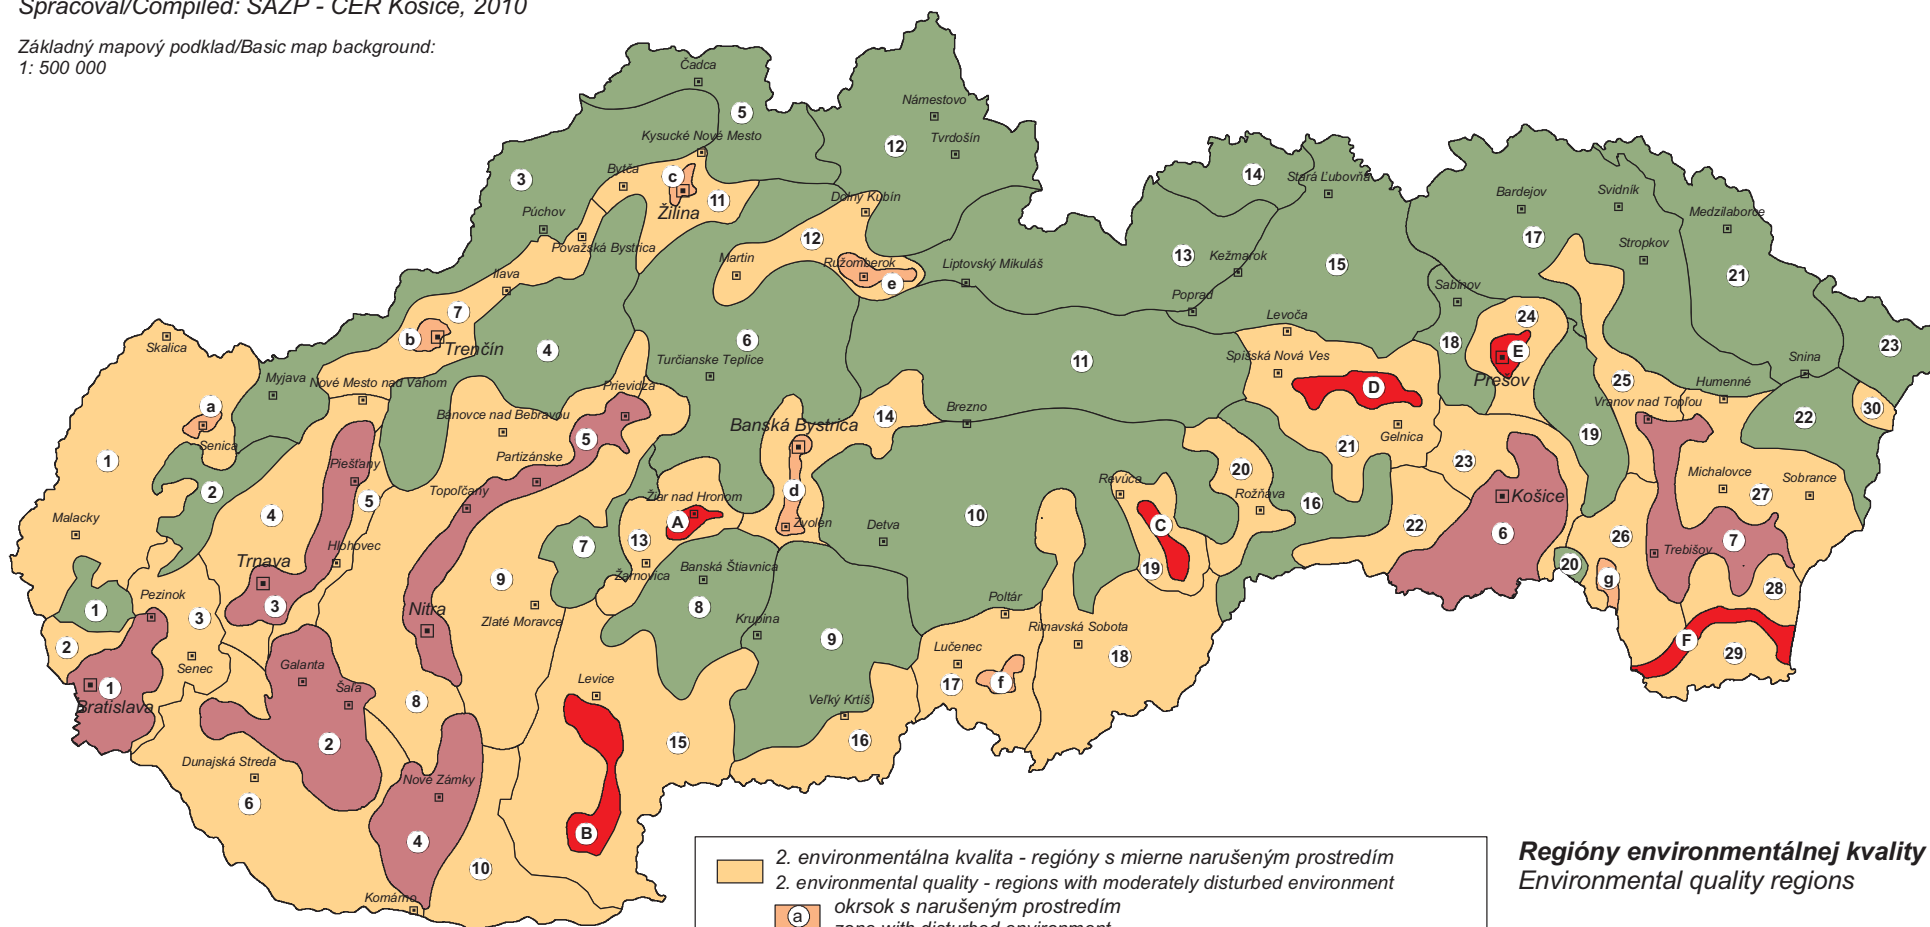 Spracoval/Compiled: SAŽP - CER Košice, 2010
Základný mapový podklad/Basic map background:
1: 500 000
Čadca
5
Námestovo
Kysucké Nové Mesto
12
Tvrdošín
3
Bytča
c
11
Žilina
Dolný Kubín
14
Stará Ľubovňa
Bardejov
Svidník
Medzilaborce
Púchov
Považská Bystrica
12
Martin
Ružomberok
e
Liptovský Mikuláš
13
Kežmarok
15
17
Stropkov
21
Ilava
7
b
Trenčín
4
6
Poprad
Levoča
Sabinov
24
18
E
Prešov
23
Skalica
Myjava
Nové Mesto nad Váhom
Turčianske Teplice
11
Spišská Nová Ves
D
25
Humenné
Snina
Prievidza
Vranov nad Topľou
30
a
Senica
Bánovce nad Bebravou
5
Banská Bystrica
14
Brezno
Gelnica
22
19
1
2
Piešťany
Partizánske
21
23
Michalovce
Sobrance
27
4
5
Topoľčany
Žiar nad Hronom
A
d
Zvolen
Revúca
20
Rožňava
16
Košice
Malacky
Hlohovec
7
13
Detva
10
C
22
6
26
Trebišov
7
Trnava
3
9
Žarnovica
Banská Štiavnica
19
20
g
28
1
Pezinok
3
Nitra
Zlaté Moravce
8
Krupina
9
Poltár
Rimavská Sobota
F
29
2
Senec
Galanta
Lučenec
18
1
Bratislava
Šaľa
8
Levice
17
f
2
15
Veľký Krtíš
16
Dunajská Streda
6
Nové Zámky
4
B
10
Komárno
2. environmentálna kvalita - regióny s mierne narušeným prostredím
2. environmental quality - regions with moderately disturbed environment
a
okrsok s narušeným prostredím
zone with disturbed environment
Regióny environmentálnej kvality
Environmental quality regions